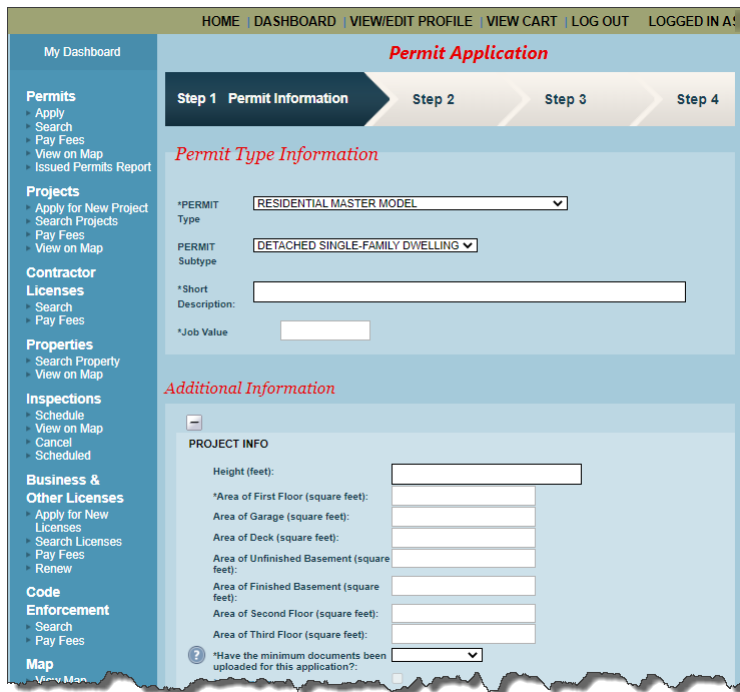 HOME | DASHBOARD | VIEW/EDIT PROFILE | VIEW CART | LOG OUT LOGGED IN AS
My Dashboard
Permits
Apply
Search
Pay Fees
View on Map
Issued Permits Report
Projects
Apply for New Project
Search Projects
Pay Fees
View on Map
Contractor
Licenses
Search
Pay Fees
Properties
Search Property
View on Map
Inspections
Schedule
View on Map
Cancel
Scheduled
Business &
Other Licenses
Apply for New
Licenses
Search Licenses
Pay Fees
Renew
Code
Enforcement
Search
Pay Fees
Map
View Map
Permit Application
Step 1 Permit Information Step 2 Step 3 Step 4
Permit Type Information
*PERMIT
Type
RESIDENTIAL MASTER MODEL
PERMIT
Subtype
DETACHED SINGLE-FAMILY DWELLING
*Short
Description:
*Job Value
Additional Information
PROJECT INFO
Height (feet):
*Area of First Floor (square feet):
Area of Garage (square feet):
Area of Deck (square feet):
Area of Unfinished Basement (square
feet):
Area of Finished Basement (square
feet):
Area of Second Floor (square feet):
Area of Third Floor (square feet):
? *Have the minimum documents been
uploaded for this application?: